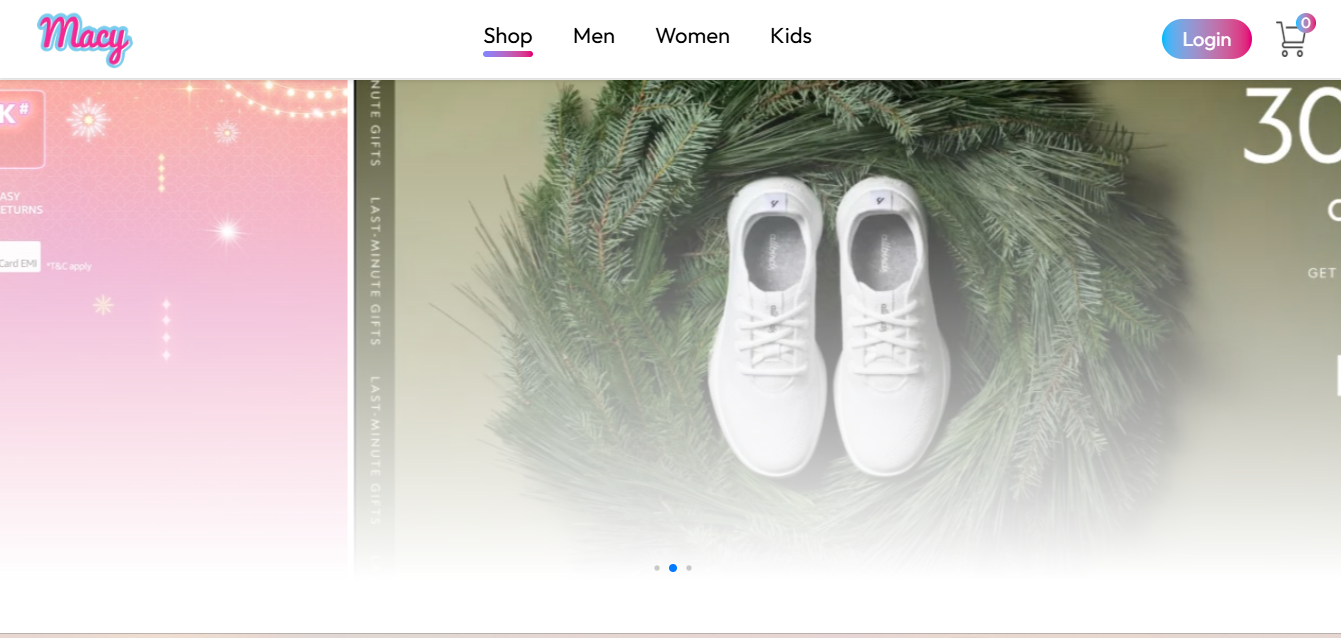 Macy
Shop
Men
Women
Kids
Login
0
K#
ASY
ETURNS
Card EMI
*T&C apply
NUTE GIFTS
LAST-MINUTE GIFTS
LAST-MINUTE GIFTS
30
GET